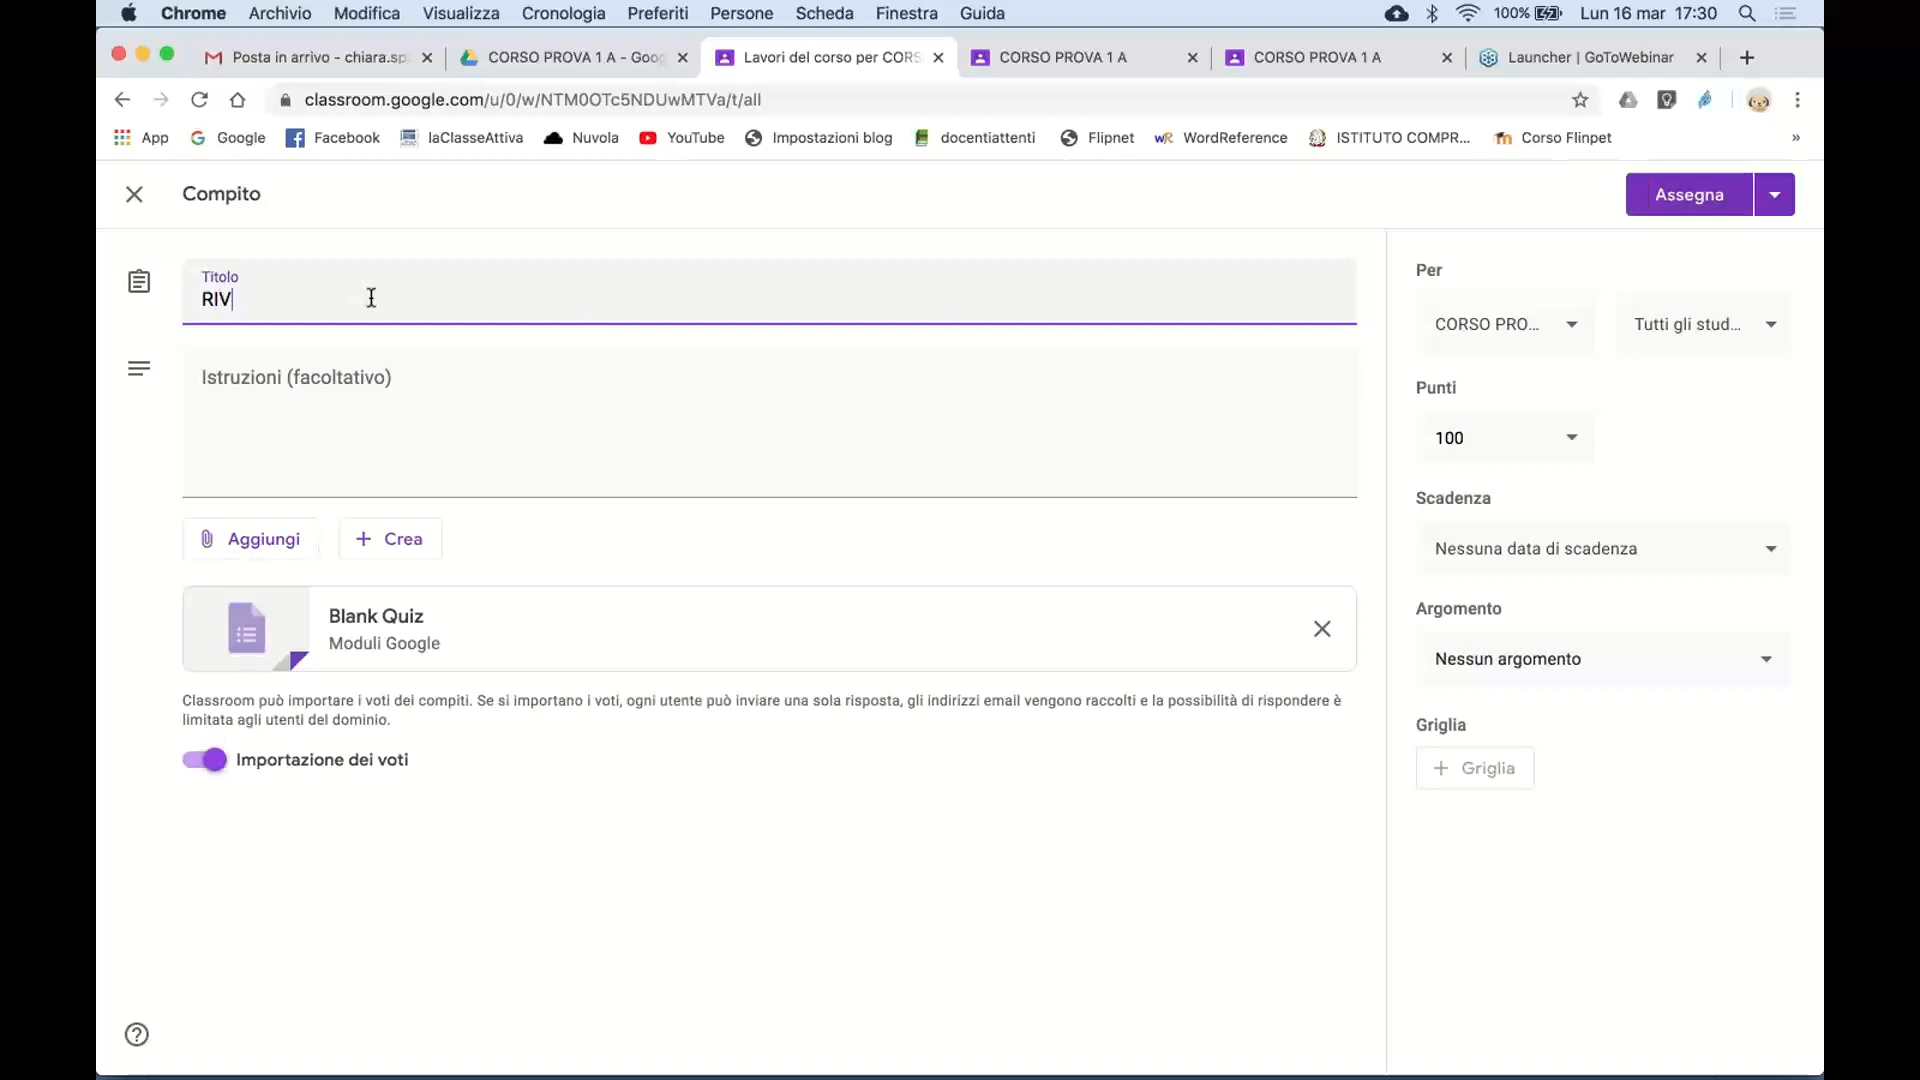 Chrome Archivio Modifica Visualizza Cronologia Preferiti Persone Scheda Finestra Guida 100% Lun 16 mar 17:30
Posta in arrivo - chiara.sp CORSO PROVA 1 A - Goog Lavori del corso per CORS CORSO PROVA 1 A CORSO PROVA 1 A Launcher | GoToWebinar
classroom.google.com/u/0/w/NTM0OTc5NDUwMTVa/t/all
App Google Facebook laClasseAttiva Nuvola YouTube Impostazioni blog docentiattenti Flipnet WordReference ISTITUTO COMPR... Corso Flinpet »
Compito
Assegna
Titolo
RIV
Istruzioni (facoltativo)
Aggiungi
Crea
Blank Quiz
Moduli Google
Classroom può importare i voti dei compiti. Se si importano i voti, ogni utente può inviare una sola risposta, gli indirizzi email vengono raccolti e la possibilità di rispondere è
limitata agli utenti del dominio.
Importazione dei voti
Per
CORSO PRO...
Tutti gli stud...
Punti
100
Scadenza
Nessuna data di scadenza
Argomento
Nessun argomento
Griglia
Griglia